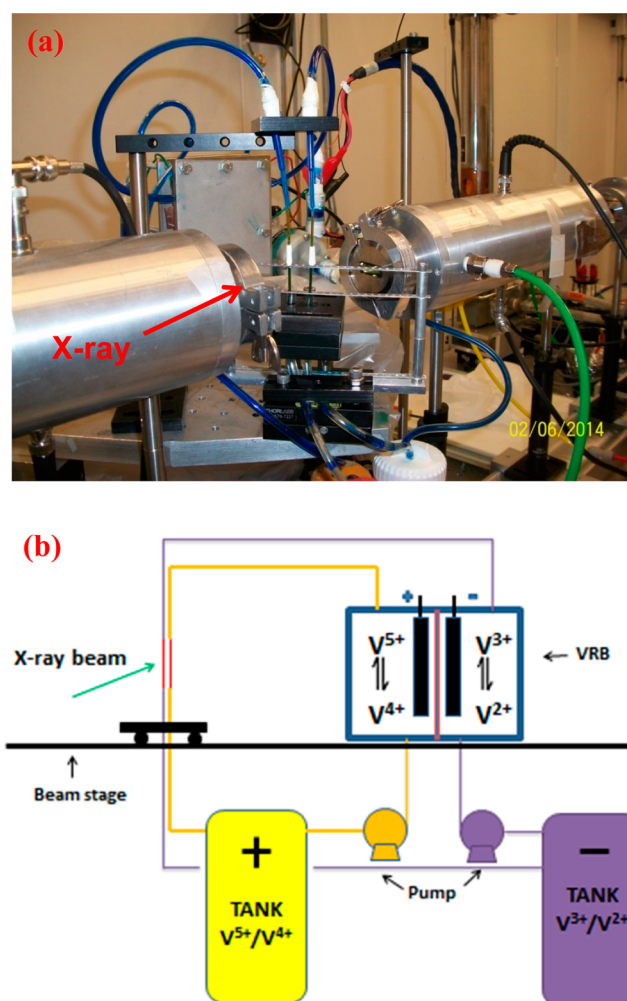 (a)
X-ray
THORLABS
02/06/2014
(b)
+ -
V5+ V3+
X-ray beam
VRB
V4+ V2+
Beam stage
+
-
Pump
TANK
V5+/V4+
TANK
V3+/V2+